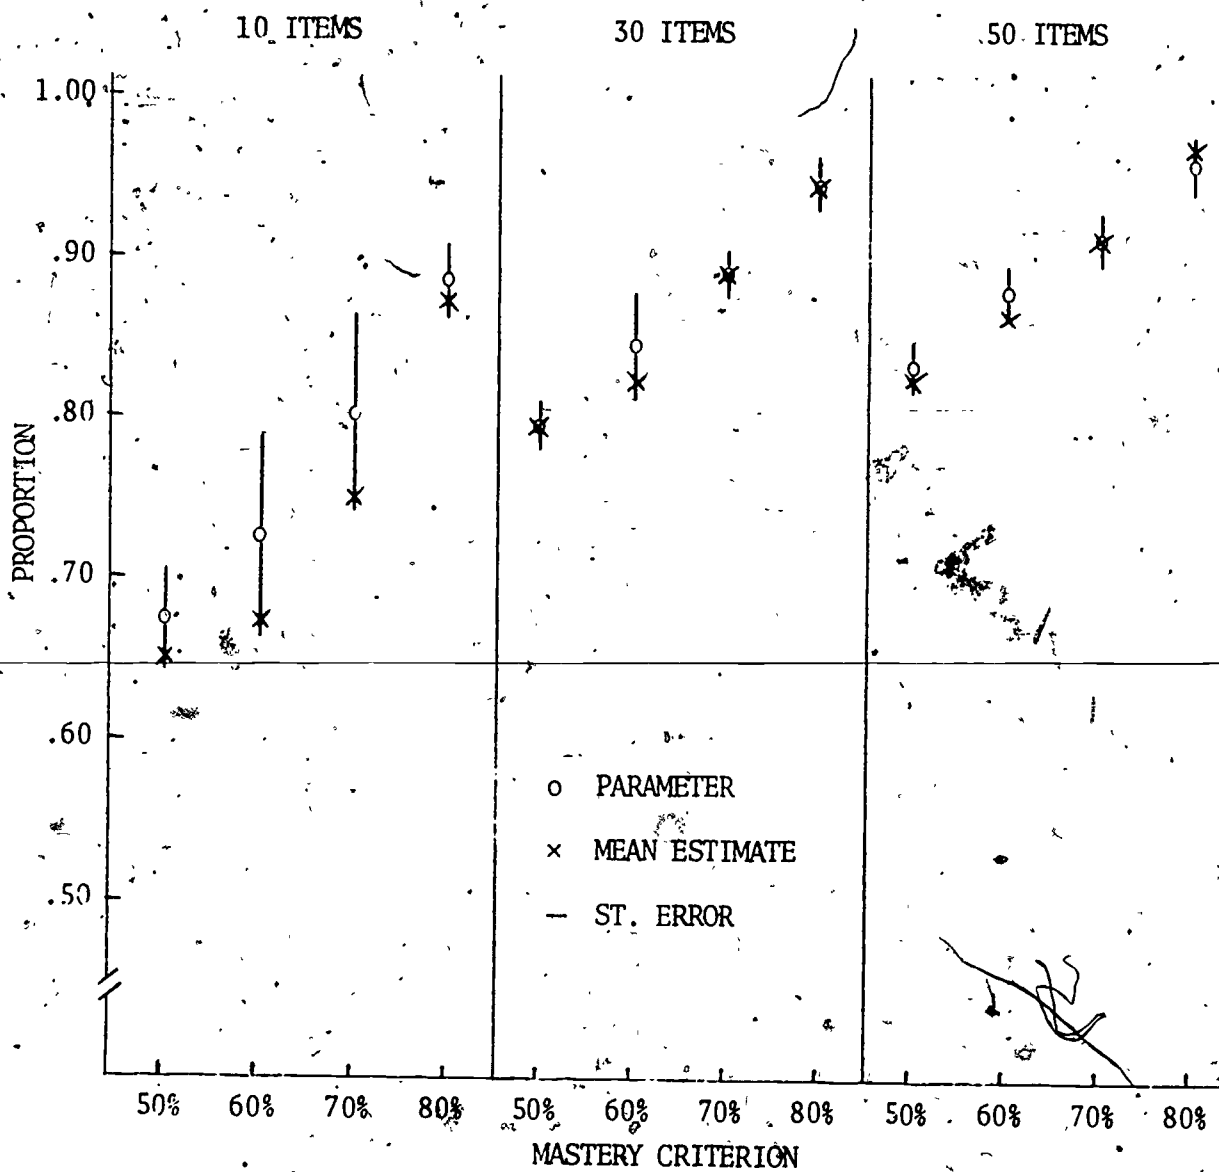 10 ITEMS 30 ITEMS 50 ITEMS
1.00
.90
.80
.70
.60
.50
PROPORTION
o PARAMETER
× MEAN ESTIMATE
— ST. ERROR
50% 60% 70% 80% 50% 60% 70% 80% 50% 60% 70% 80%
MASTERY CRITERION